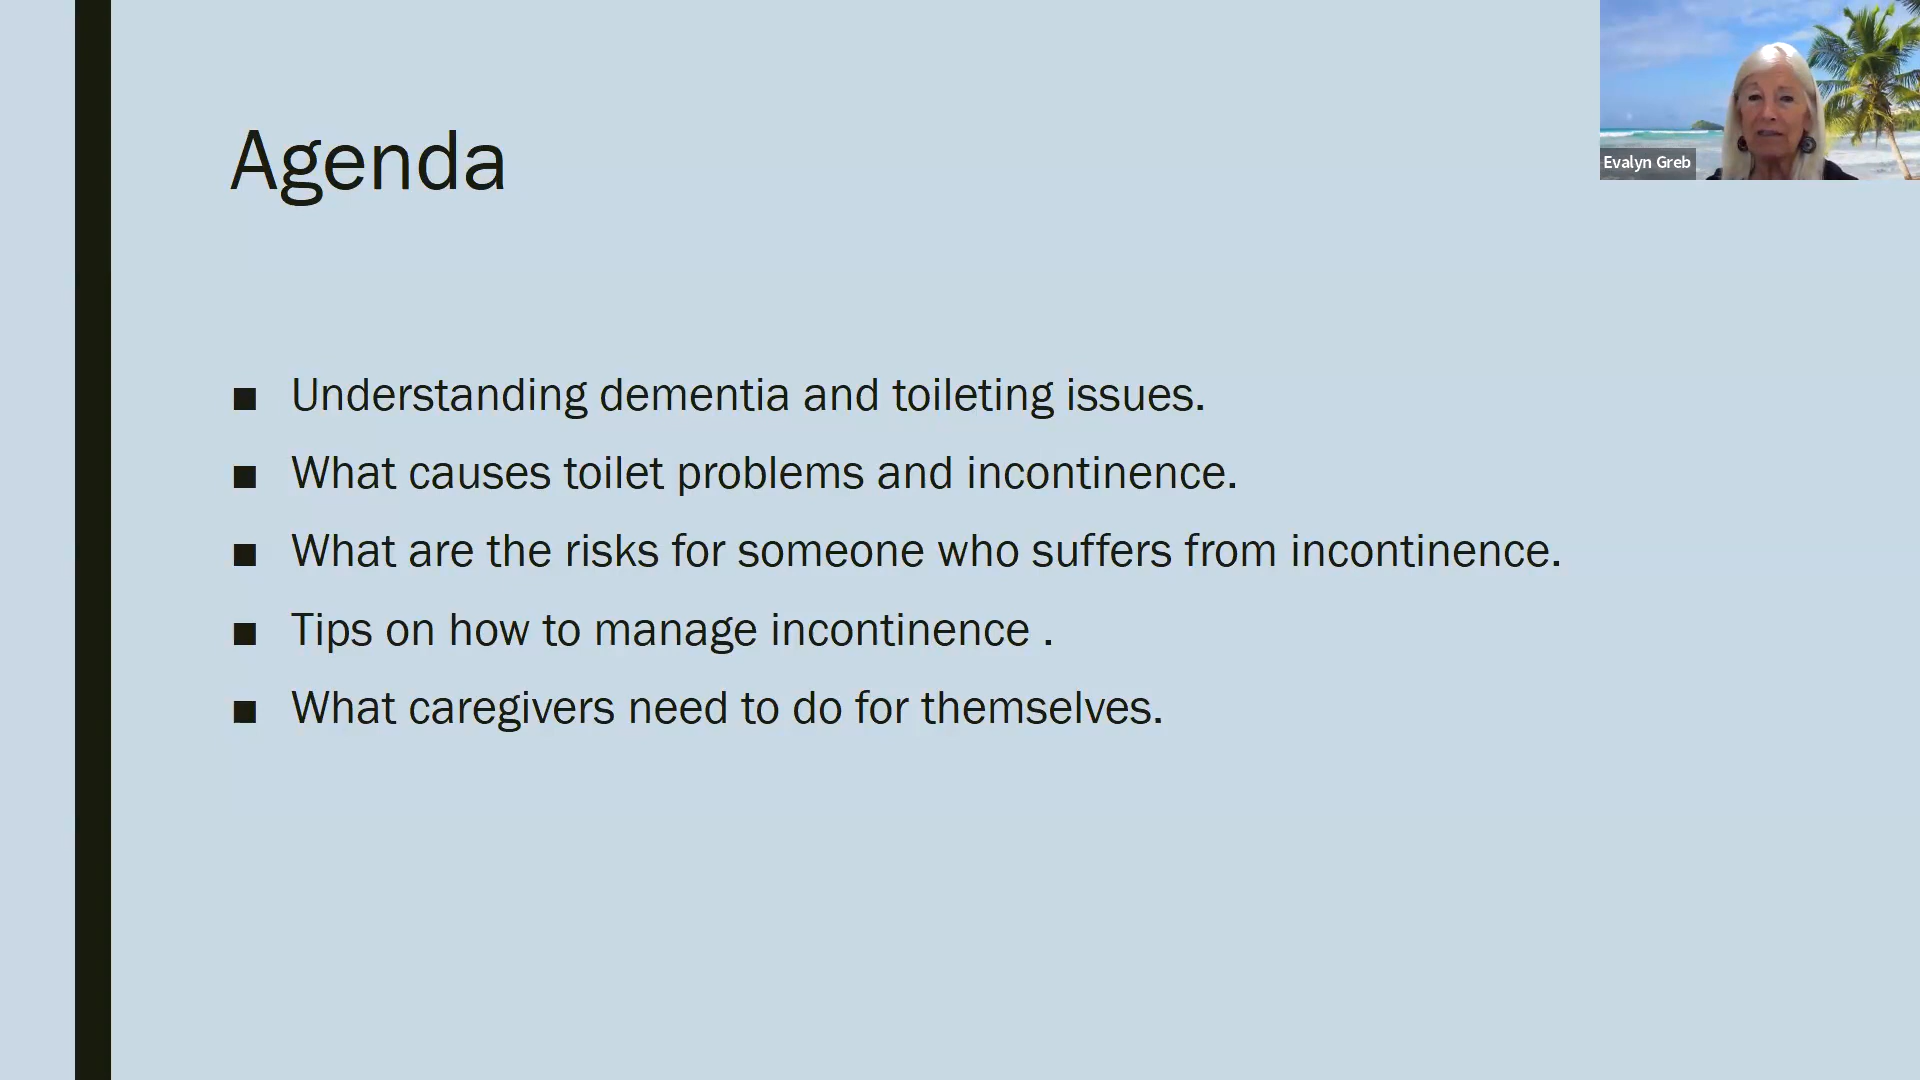 Agenda
Evalyn Greb
■ Understanding dementia and toileting issues.
■ What causes toilet problems and incontinence.
■ What are the risks for someone who suffers from incontinence.
■ Tips on how to manage incontinence .
■ What caregivers need to do for themselves.